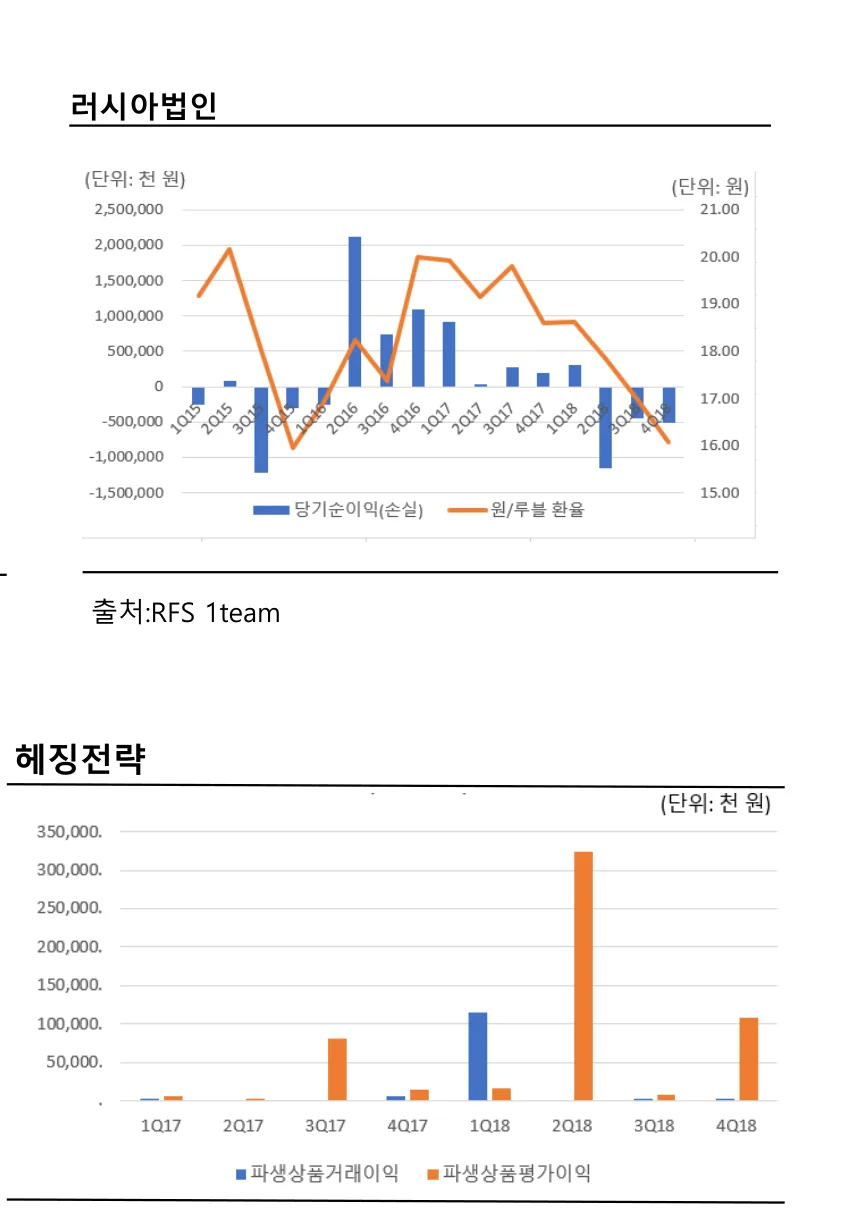 러시아법인
(단위: 천 원)
(단위: 원)
2,500,000
2,000,000
1,500,000
1,000,000
500,000
0
-500,000
-1,000,000
-1,500,000
21.00
20.00
19.00
18.00
17.00
16.00
15.00
1Q15 2Q15 3Q15 4Q15 1Q16 2Q16 3Q16 4Q16 1Q17 2Q17 3Q17 4Q17 1Q18 2Q18 3Q18 4Q18
당기순이익(손실) 원/루블 환율
출처:RFS 1team
헤징전략
(단위: 천 원)
350,000.
300,000.
250,000.
200,000.
150,000.
100,000.
50,000.
.
1Q17 2Q17 3Q17 4Q17 1Q18 2Q18 3Q18 4Q18
파생상품거래이익 파생상품평가이익